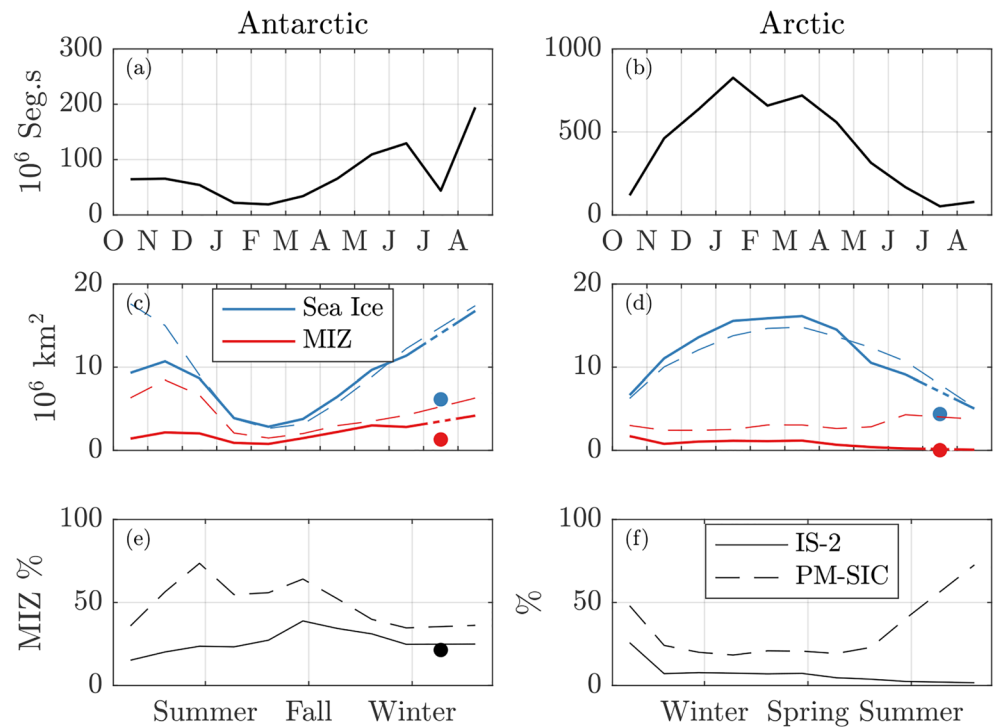 Antarctic
Arctic
10^6 Seg.s
300
200
100
0
(a)
O N D J F M A M J J A
1000
500
0
(b)
O N D J F M A M J J A
10^6 km^2
20
10
0
(c)
Sea Ice
MIZ
20
10
0
(d)
MIZ %
100
50
0
(e)
Summer Fall Winter
%
100
50
0
(f)
IS-2
PM-SIC
Winter Spring Summer